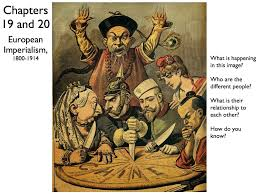 Chapters
19 and 20
European
Imperialism,
1800-1914
What is happening
in this image?
Who are the
different people?
What is their
relationship to
each other?
How do you
know?